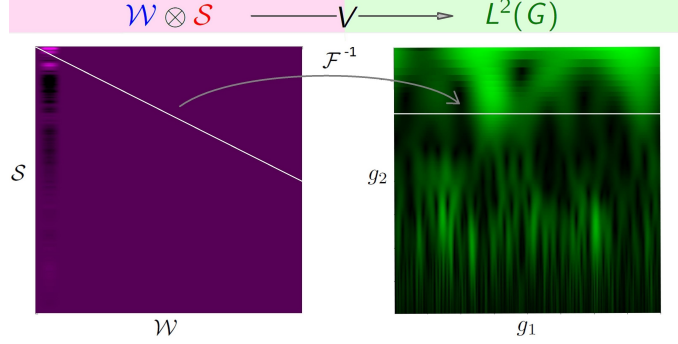 𝒲 ⊗ 𝒮 V L²(G)
ℱ⁻¹
𝒮
g₂
𝒲
g₁